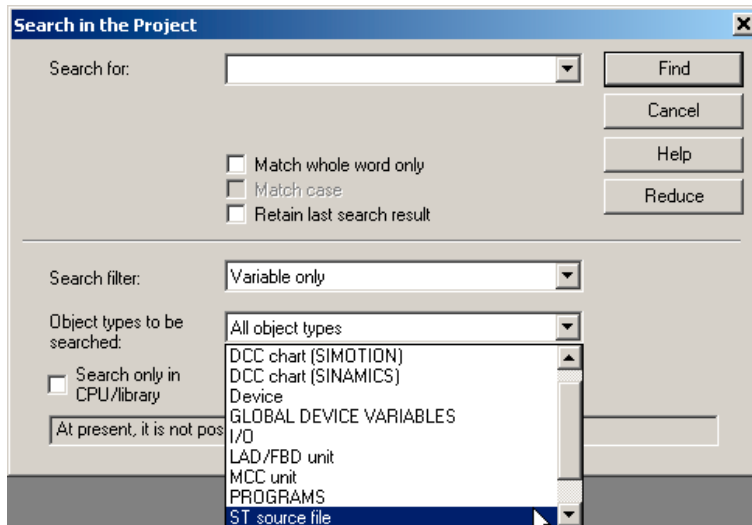 Search in the Project
Search for:
Find
Cancel
Help
Reduce
Match whole word only
Match case
Retain last search result
Search filter:
Variable only
Object types to be
searched:
All object types
DCC chart (SIMOTION)
DCC chart (SINAMICS)
Device
GLOBAL DEVICE VARIABLES
I/O
LAD/FBD unit
MCC unit
PROGRAMS
ST source file
Search only in
CPU/library
At present, it is not pos